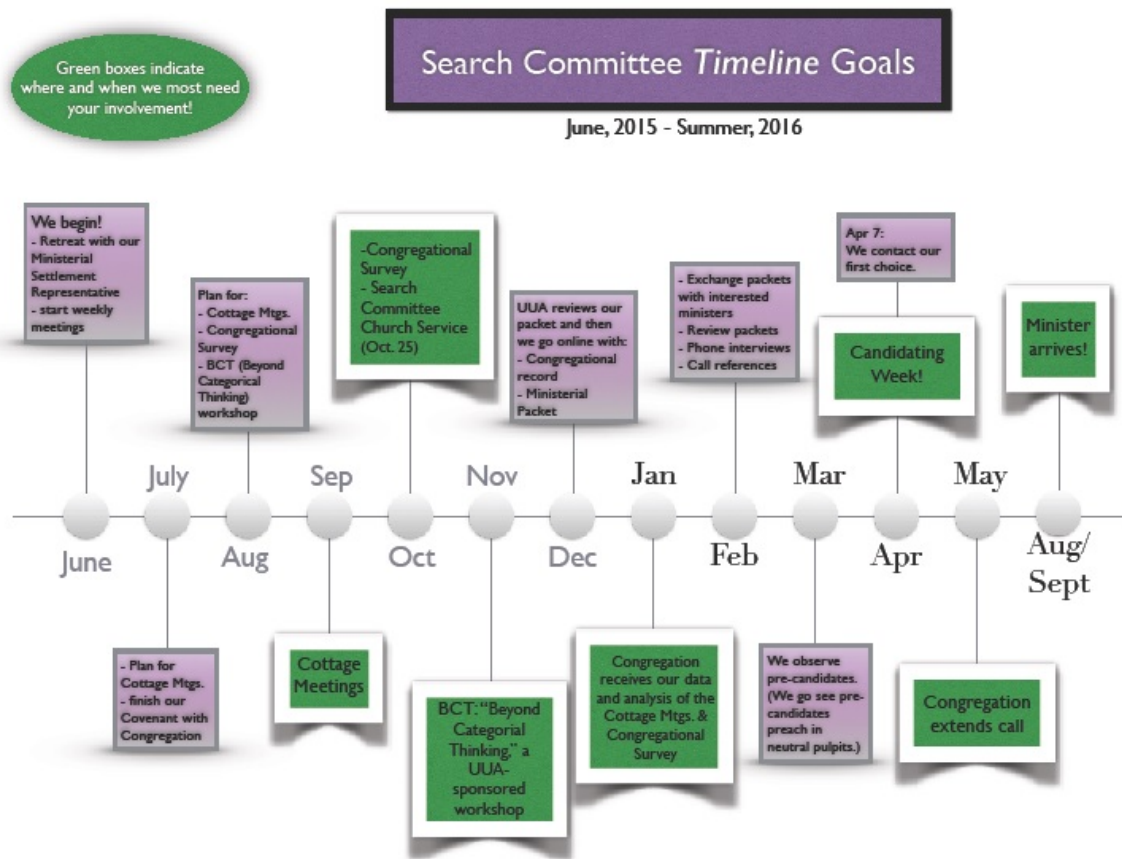 Green boxes indicate
where and when we most need
your involvement!
Search Committee Timeline Goals
June, 2015 - Summer, 2016
We begin!
- Retreat with our
Ministerial
Settlement
Representative
- start weekly
meetings
Plan for:
- Cottage Mtgs.
- Congregational
Survey
- BCT (Beyond
Categorical
Thinking)
workshop
-Congregational
Survey
- Search
Committee
Church Service
(Oct. 25)
UUA reviews our
packet and then
we go online with:
- Congregational
record
- Ministerial
Packet
- Exchange packets
with interested
ministers
- Review packets
- Phone interviews
- Call references
Apr 7:
We contact our
first choice.
Candidating
Week!
Minister
arrives!
July
Sep
Nov
Jan
Mar
May
June
Aug
Oct
Dec
Feb
Apr
Aug/
Sept
- Plan for
Cottage Mtgs.
- finish our
Covenant with
Congregation
Cottage
Meetings
BCT: "Beyond
Categorial
Thinking," a
UUA-
sponsored
workshop
Congregation
receives our data
and analysis of the
Cottage Mtgs. &
Congregational
Survey
We observe
pre-candidates.
(We go see pre-
candidates
preach in
neutral pulpits.)
Congregation
extends call